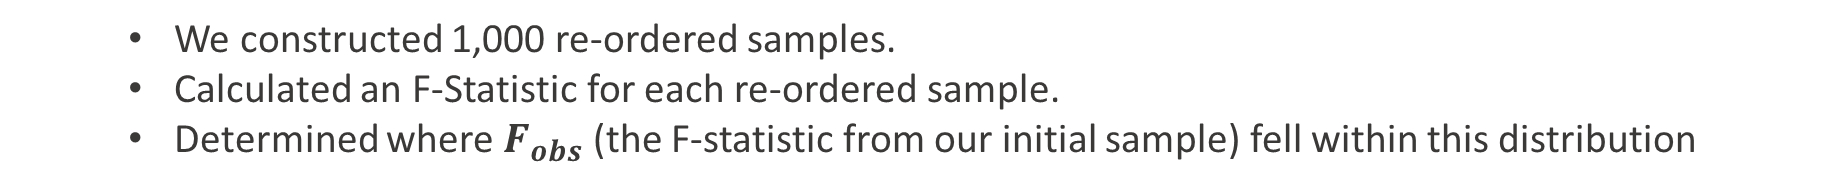 • We constructed 1,000 re-ordered samples.
• Calculated an F-Statistic for each re-ordered sample.
• Determined where F_obs (the F-statistic from our initial sample) fell within this distribution